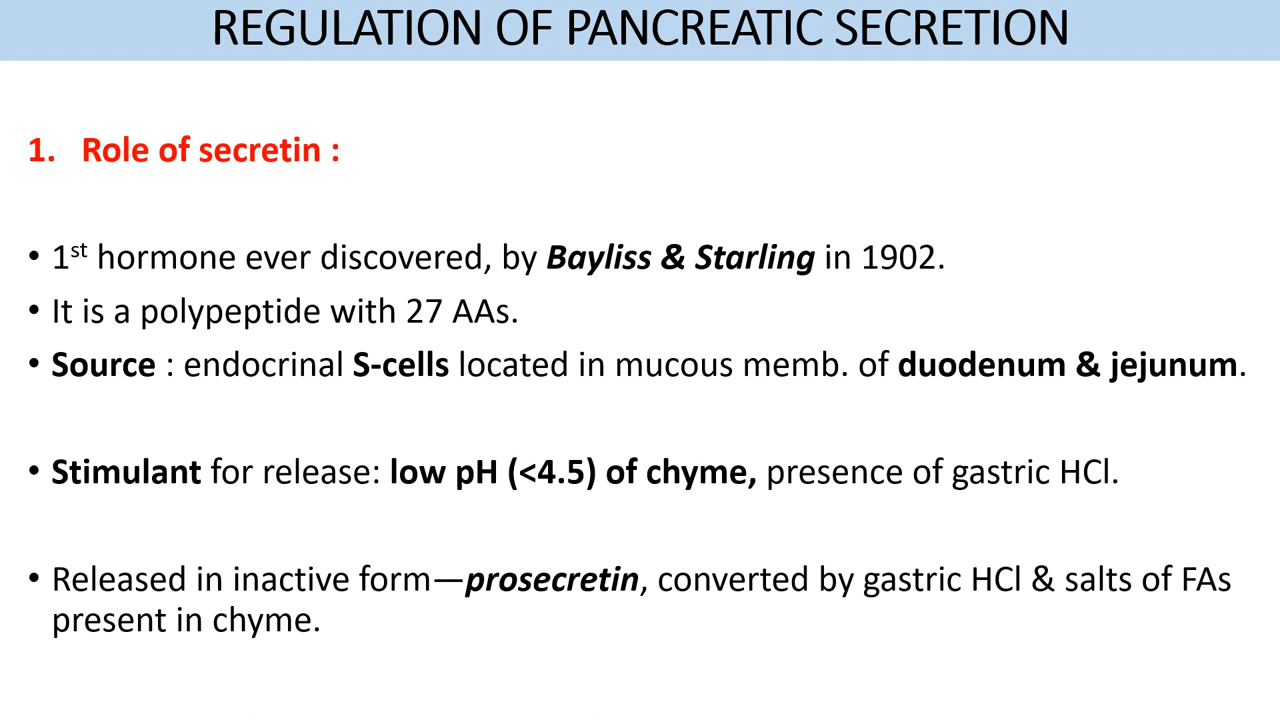 REGULATION OF PANCREATIC SECRETION
1. Role of secretin :
• 1st hormone ever discovered, by Bayliss & Starling in 1902.
• It is a polypeptide with 27 AAs.
• Source : endocrinal S-cells located in mucous memb. of duodenum & jejunum.
• Stimulant for release: low pH (<4.5) of chyme, presence of gastric HCl.
• Released in inactive form—prosecretin, converted by gastric HCl & salts of FAs
present in chyme.